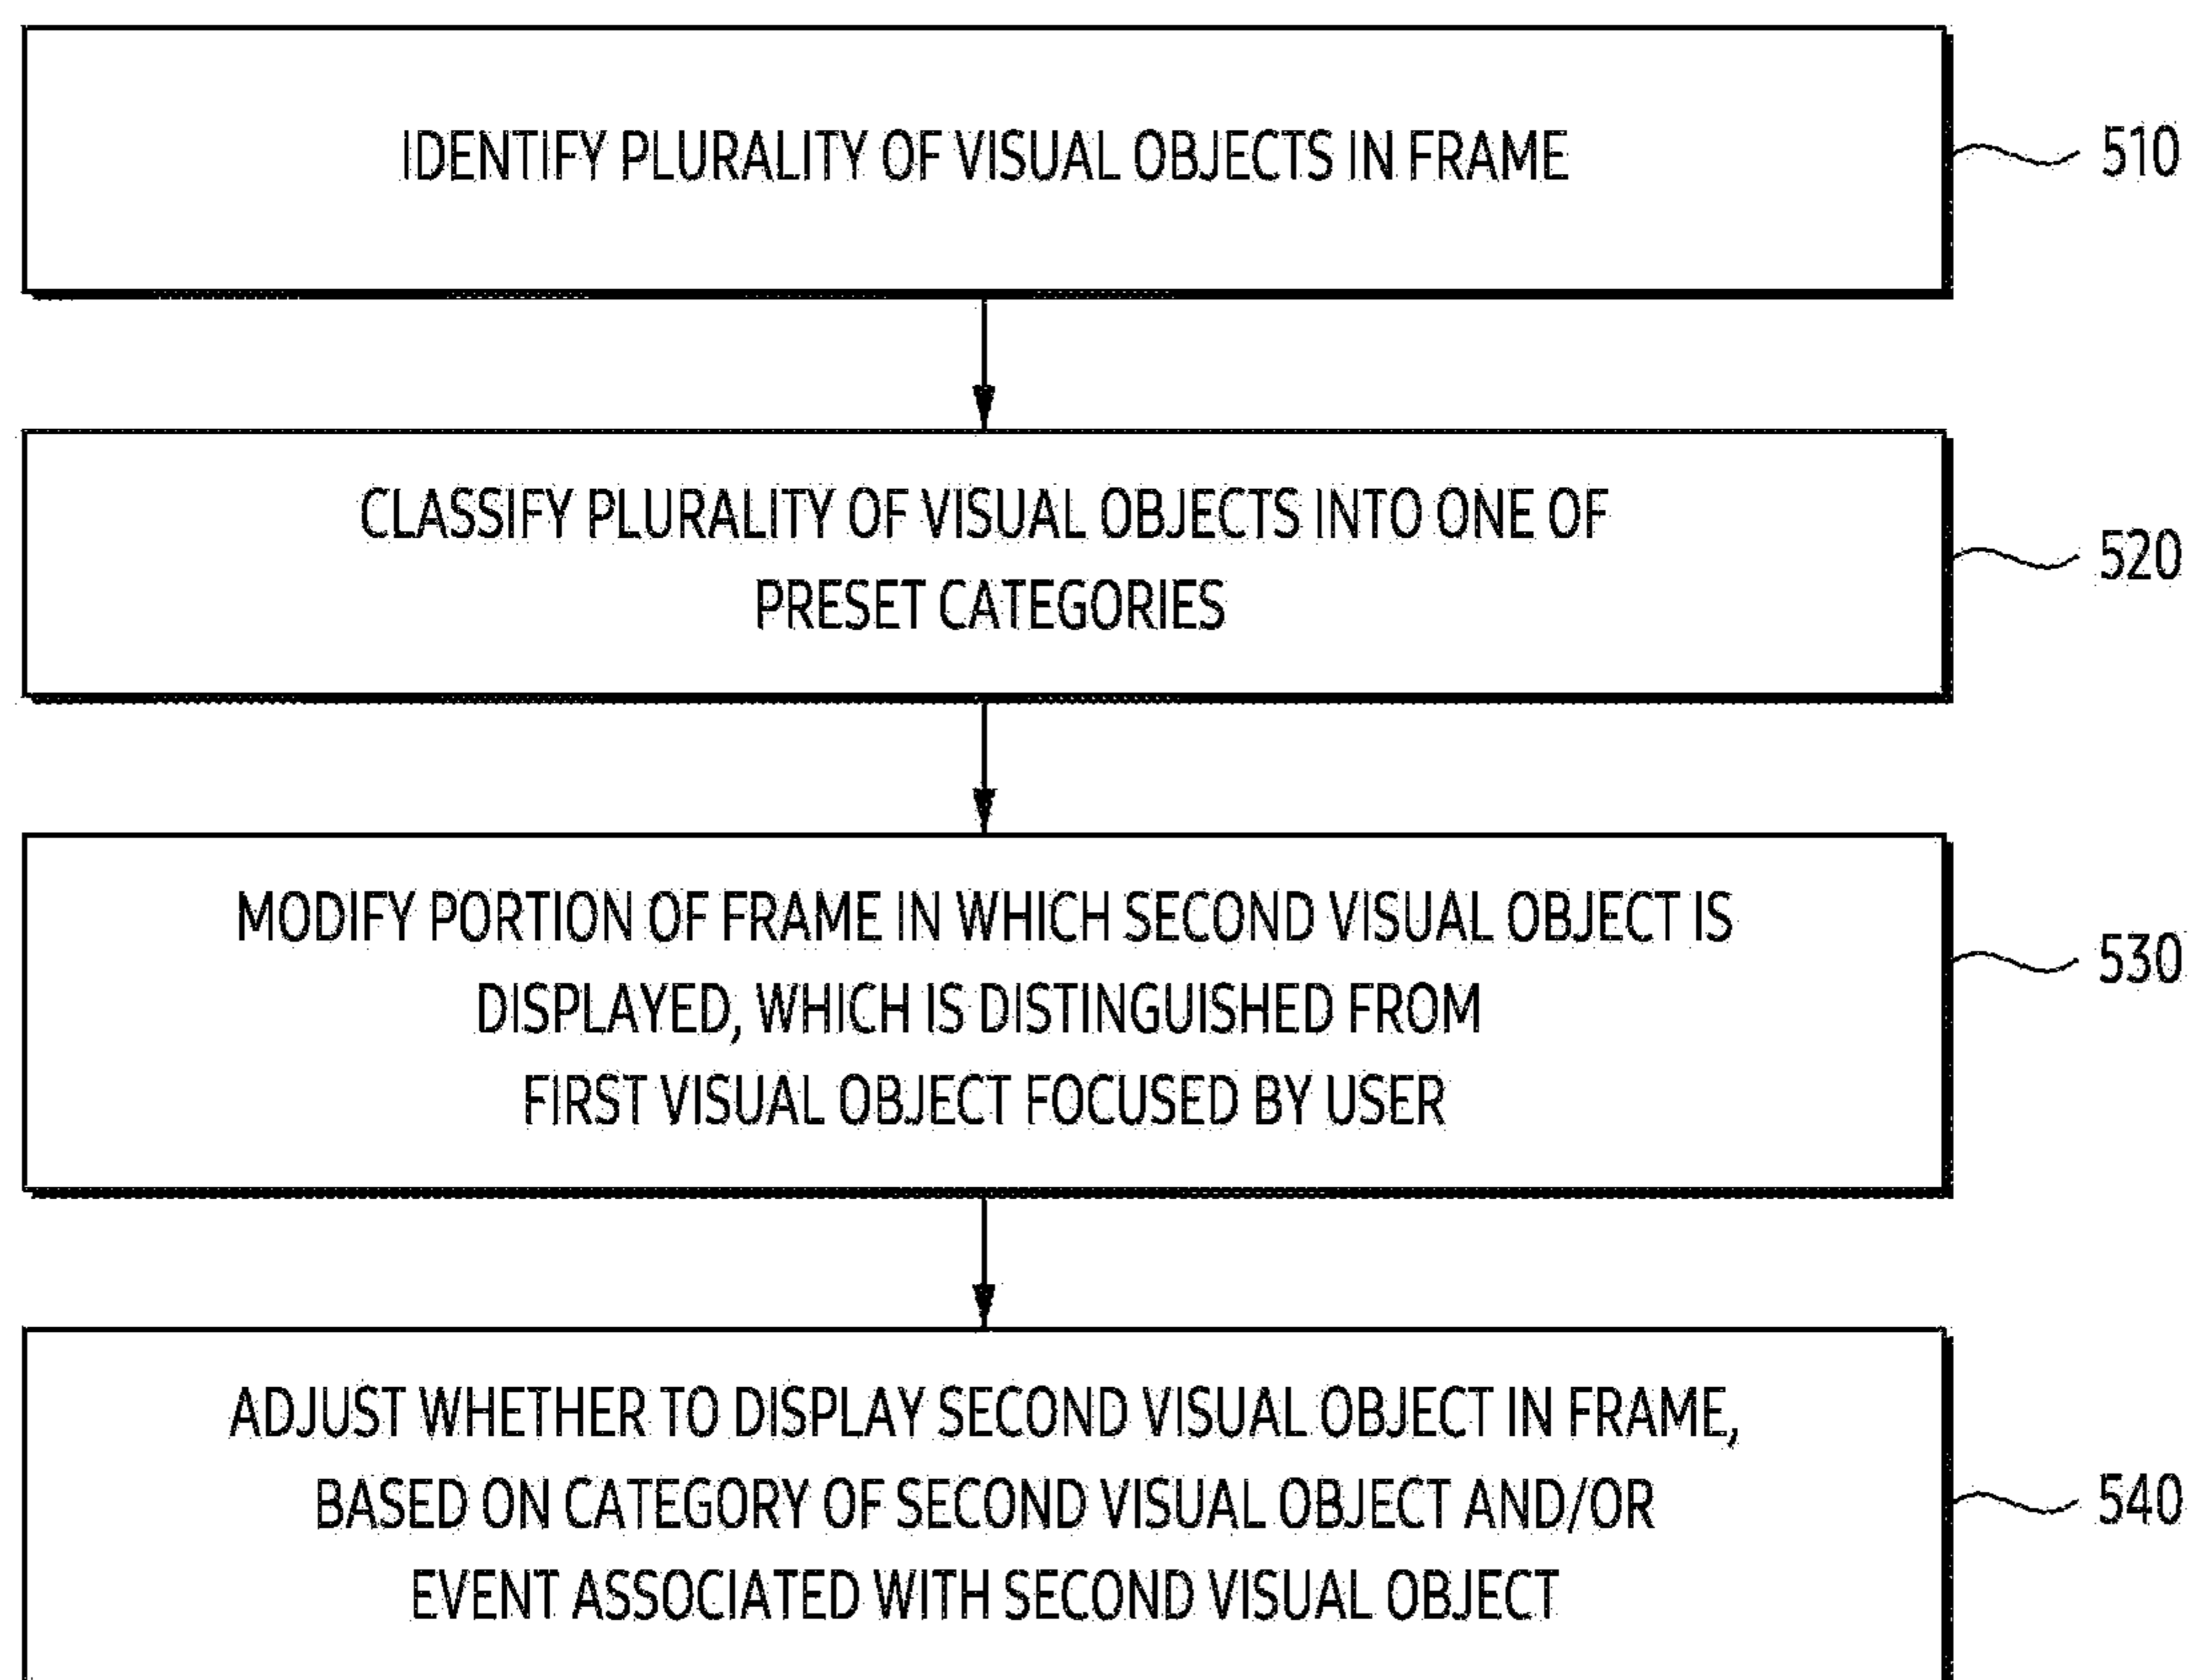 IDENTIFY PLURALITY OF VISUAL OBJECTS IN FRAME
510
CLASSIFY PLURALITY OF VISUAL OBJECTS INTO ONE OF
PRESET CATEGORIES
520
MODIFY PORTION OF FRAME IN WHICH SECOND VISUAL OBJECT IS
DISPLAYED, WHICH IS DISTINGUISHED FROM
FIRST VISUAL OBJECT FOCUSED BY USER
530
ADJUST WHETHER TO DISPLAY SECOND VISUAL OBJECT IN FRAME,
BASED ON CATEGORY OF SECOND VISUAL OBJECT AND/OR
EVENT ASSOCIATED WITH SECOND VISUAL OBJECT
540